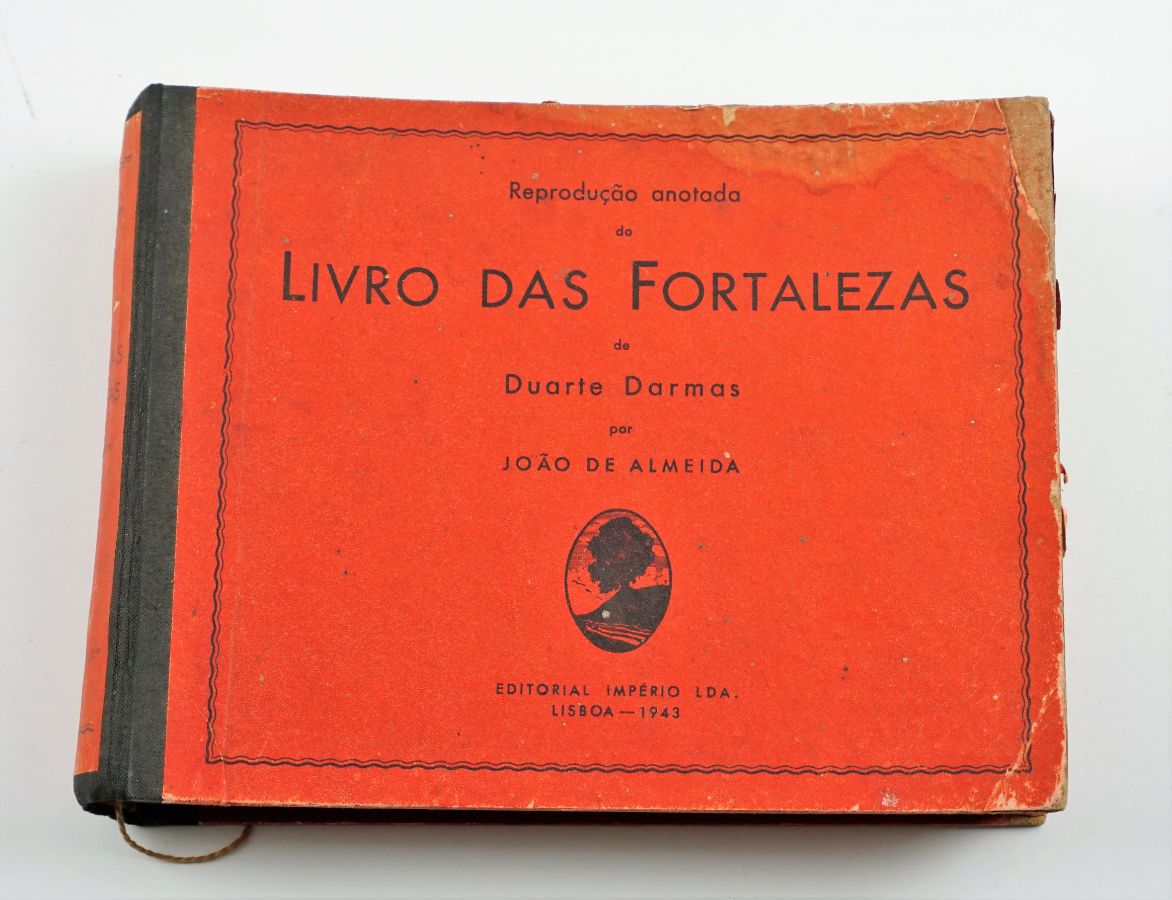 Reprodução anotada
do
LIVRO DAS FORTALEZAS
de
Duarte Darmas
por
JOÃO DE ALMEIDA
EDITORIAL IMPÉRIO LDA.
LISBOA — 1943